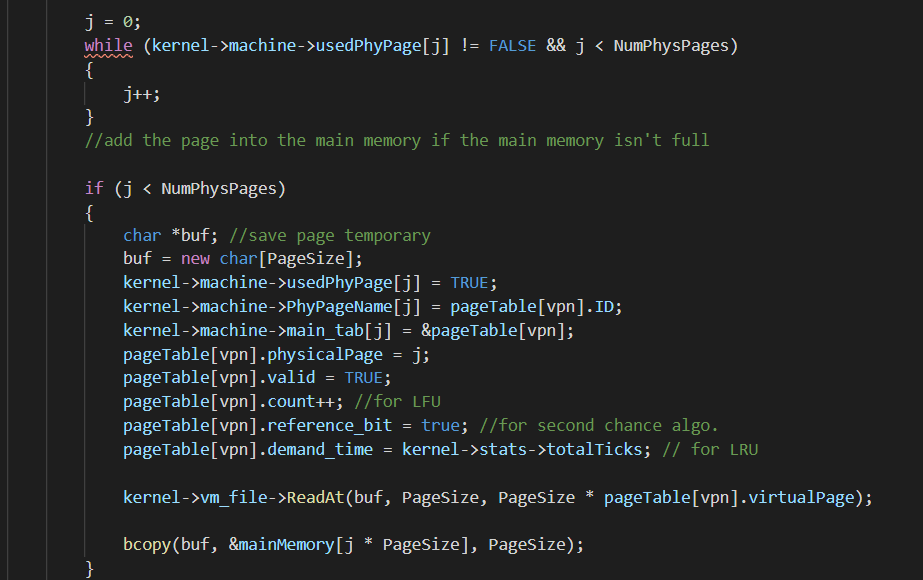 j = 0;
while (kernel->machine->usedPhyPage[j] != FALSE && j < NumPhysPages)
{
j++;
}
//add the page into the main memory if the main memory isn't full
if (j < NumPhysPages)
{
char *buf; //save page temporary
buf = new char[PageSize];
kernel->machine->usedPhyPage[j] = TRUE;
kernel->machine->PhyPageName[j] = pageTable[vpn].ID;
kernel->machine->main_tab[j] = &pageTable[vpn];
pageTable[vpn].physicalPage = j;
pageTable[vpn].valid = TRUE;
pageTable[vpn].count++; //for LFU
pageTable[vpn].reference_bit = true; //for second chance algo.
pageTable[vpn].demand_time = kernel->stats->totalTicks; // for LRU
kernel->vm_file->ReadAt(buf, PageSize, PageSize * pageTable[vpn].virtualPage);
bcopy(buf, &mainMemory[j * PageSize], PageSize);
}